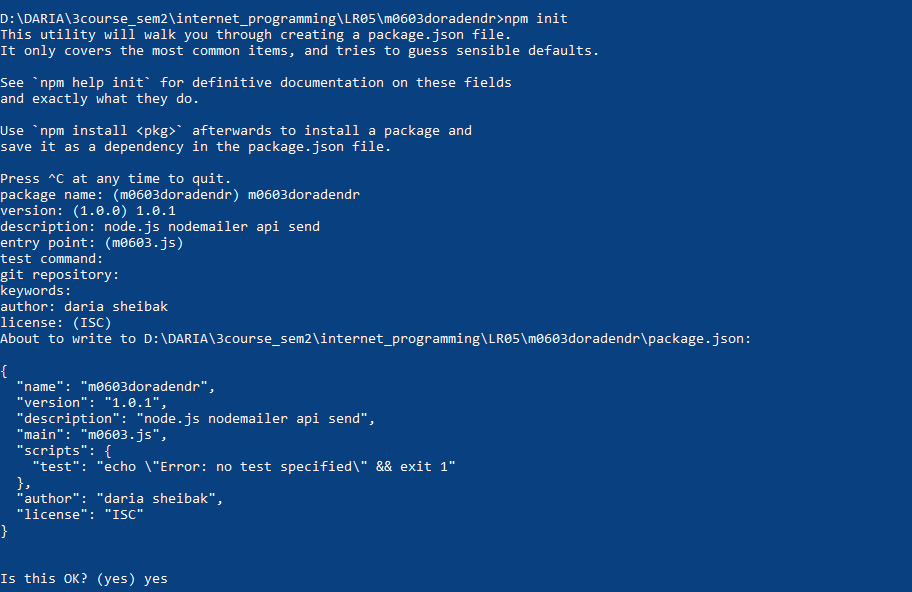 D:\DARIA\3course_sem2\internet_programming\LR05\m0603doradendr>npm init
This utility will walk you through creating a package.json file.
It only covers the most common items, and tries to guess sensible defaults.

See `npm help init` for definitive documentation on these fields
and exactly what they do.

Use `npm install <pkg>` afterwards to install a package and
save it as a dependency in the package.json file.

Press ^C at any time to quit.
package name: (m0603doradendr) m0603doradendr
version: (1.0.0) 1.0.1
description: node.js nodemailer api send
entry point: (m0603.js)
test command:
git repository:
keywords:
author: daria sheibak
license: (ISC)
About to write to D:\DARIA\3course_sem2\internet_programming\LR05\m0603doradendr\package.json:

{
  "name": "m0603doradendr",
  "version": "1.0.1",
  "description": "node.js nodemailer api send",
  "main": "m0603.js",
  "scripts": {
    "test": "echo \"Error: no test specified\" && exit 1"
  },
  "author": "daria sheibak",
  "license": "ISC"
}


Is this OK? (yes) yes